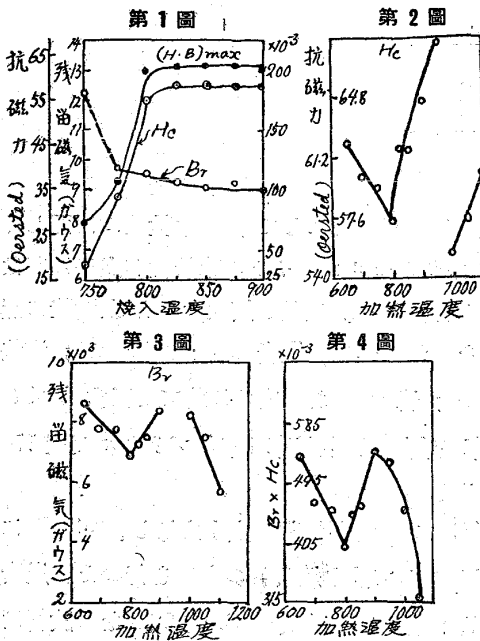 第1圖
抗磁力 (Oersted)
65
55
45
35
25
15
残留磁気 (ガウス)
14
13
12
11
10
9
8
7
6
(H·B)max
Hc
Br
×10⁻³
200
150
100
50
25
750 800 850 900
焼入温度
第2圖
抗磁力 (Oersted)
Hc
64.8
61.2
57.6
54.0
600 800 1000
加熱温度
第3圖
残留磁気 (ガウス)
10 ×10³
8
6
4
2
Br
600 800 1000 1200
加熱温度
第4圖
×10⁻³
Br × Hc
585
495
405
315
600 800 1000
加熱温度